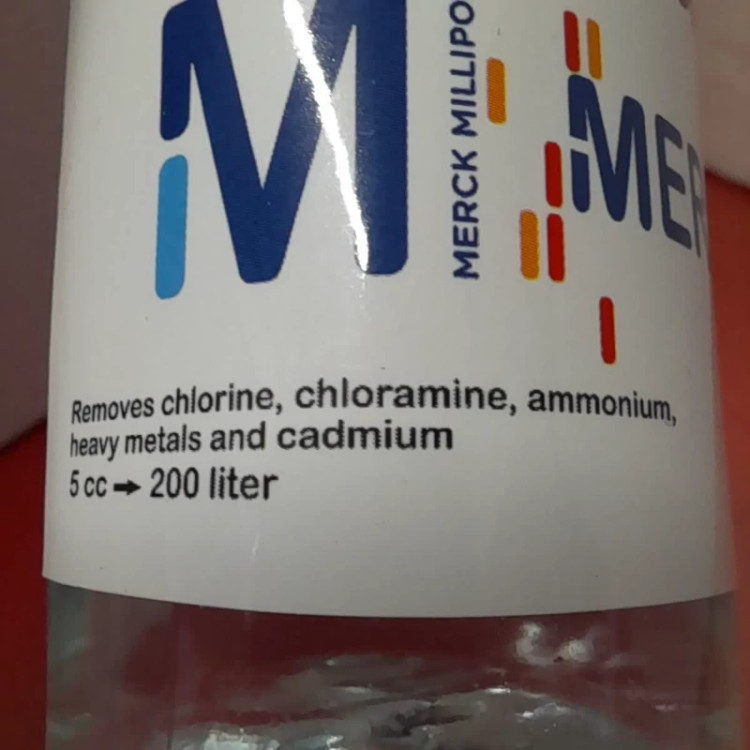 M
MERCK MILLIPO
MER
Removes chlorine, chloramine, ammonium,
heavy metals and cadmium
5 cc → 200 liter